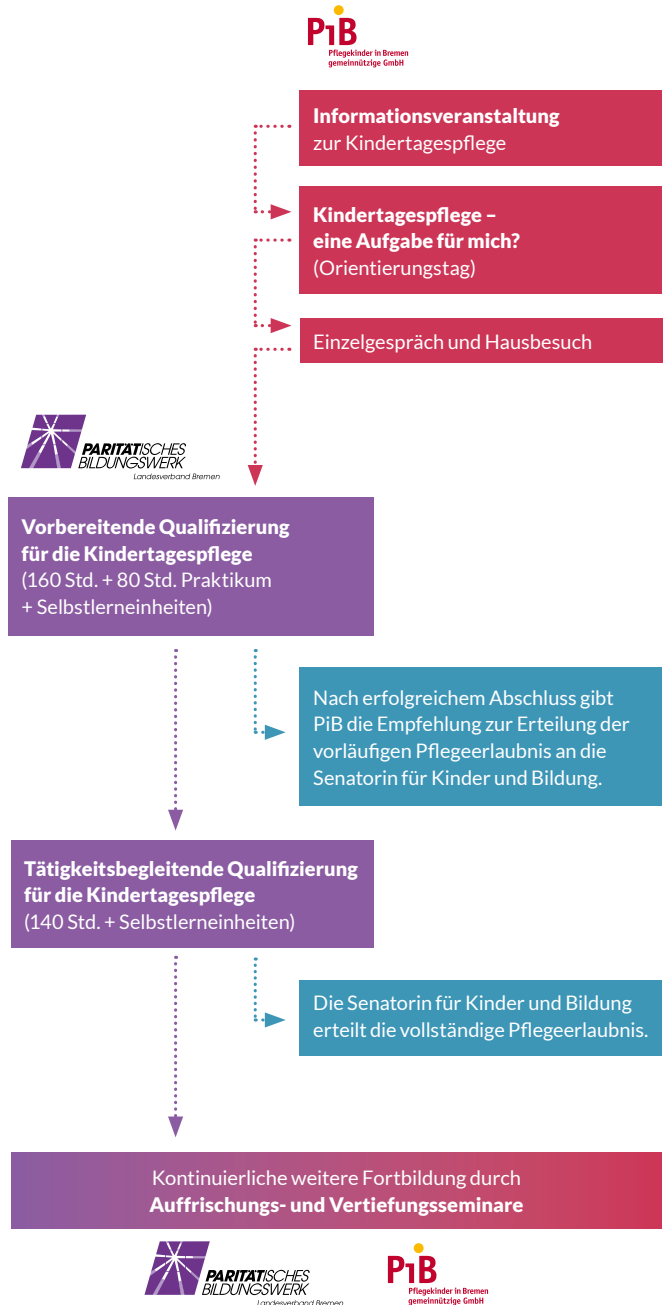 PiB
Pflegekinder in Bremen
gemeinnützige GmbH
Informationsveranstaltung
zur Kindertagespflege
Kindertagespflege –
eine Aufgabe für mich?
(Orientierungstag)
Einzelgespräch und Hausbesuch
PARITÄTISCHES
BILDUNGSWERK
Landesverband Bremen
Vorbereitende Qualifizierung
für die Kindertagespflege
(160 Std. + 80 Std. Praktikum
+ Selbstlerneinheiten)
Nach erfolgreichem Abschluss gibt
PiB die Empfehlung zur Erteilung der
vorläufigen Pflegeerlaubnis an die
Senatorin für Kinder und Bildung.
Tätigkeitsbegleitende Qualifizierung
für die Kindertagespflege
(140 Std. + Selbstlerneinheiten)
Die Senatorin für Kinder und Bildung
erteilt die vollständige Pflegeerlaubnis.
Kontinuierliche weitere Fortbildung durch
Auffrischungs- und Vertiefungsseminare
PARITÄTISCHES
BILDUNGSWERK
Landesverband Bremen
PiB
Pflegekinder in Bremen
gemeinnützige GmbH